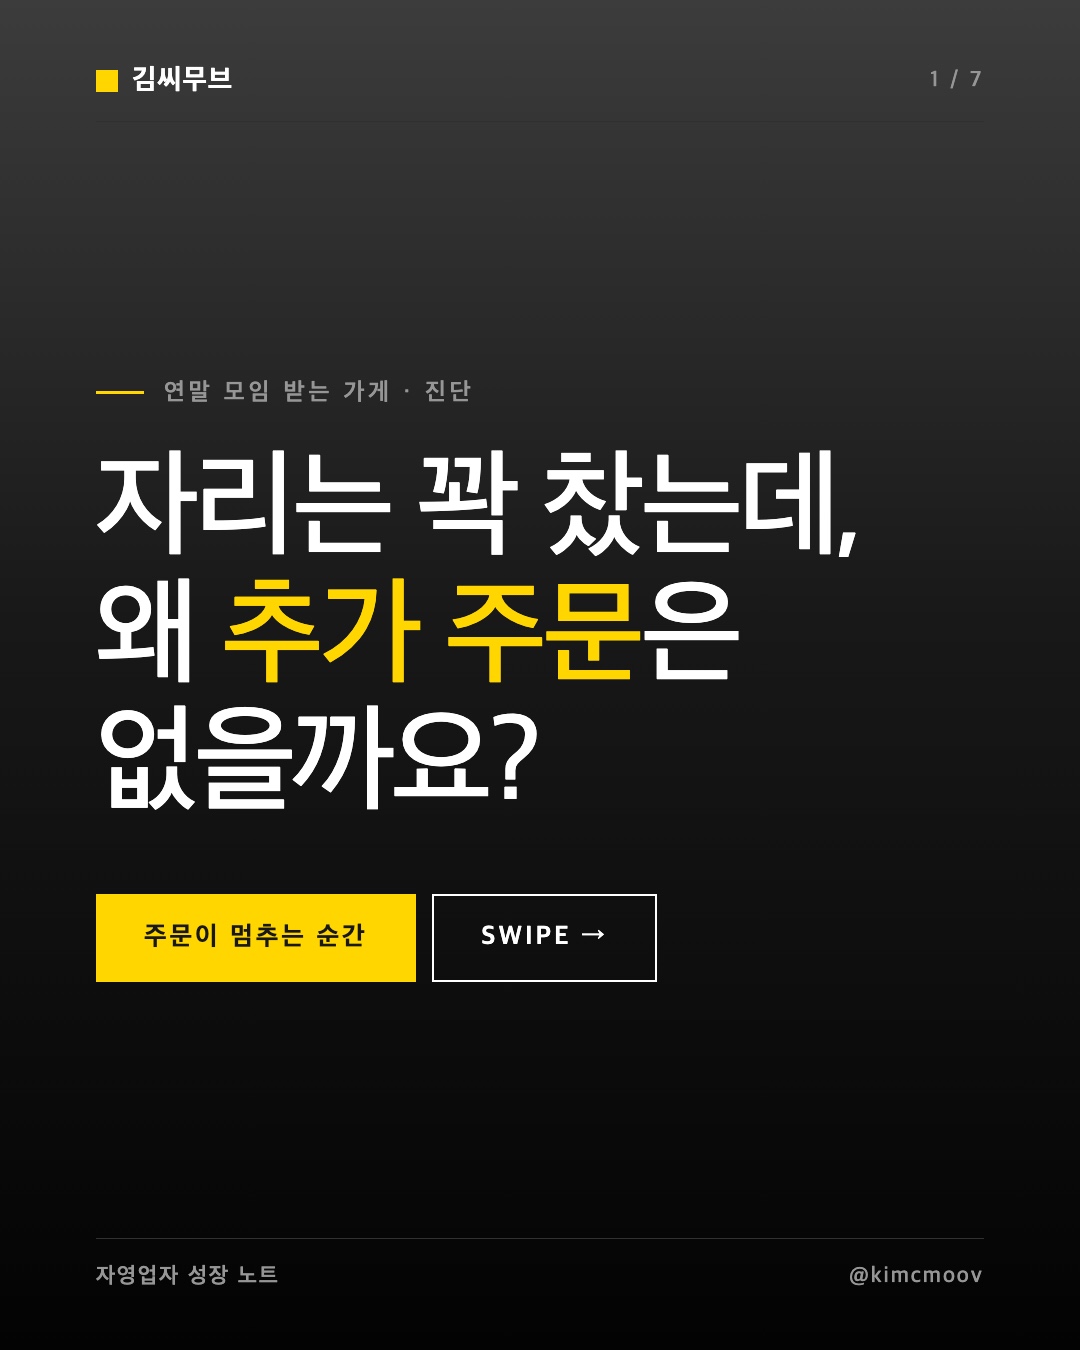 김씨무브
1 / 7
연말 모임 받는 가게 · 진단
자리는 꽉 찼는데,
왜 추가 주문은
없을까요?
주문이 멈추는 순간
SWIPE →
자영업자 성장 노트
@kimcmoov